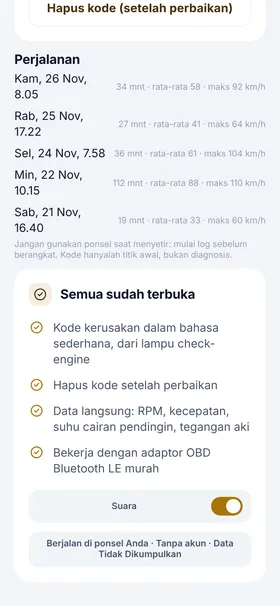 Hapus kode (setelah perbaikan)
Perjalanan
Kam, 26 Nov,
8.05
34 mnt · rata-rata 58 · maks 92 km/h
Rab, 25 Nov,
17.22
27 mnt · rata-rata 41 · maks 64 km/h
Sel, 24 Nov, 7.58
36 mnt · rata-rata 61 · maks 104 km/h
Min, 22 Nov,
10.15
112 mnt · rata-rata 88 · maks 110 km/h
Sab, 21 Nov,
16.40
19 mnt · rata-rata 33 · maks 60 km/h
Jangan gunakan ponsel saat menyetir: mulai log sebelum
berangkat. Kode hanyalah titik awal, bukan diagnosis.
Semua sudah terbuka
Kode kerusakan dalam bahasa
sederhana, dari lampu check-
engine
Hapus kode setelah perbaikan
Data langsung: RPM, kecepatan,
suhu cairan pendingin, tegangan aki
Bekerja dengan adaptor OBD
Bluetooth LE murah
Suara
Berjalan di ponsel Anda · Tanpa akun · Data
Tidak Dikumpulkan